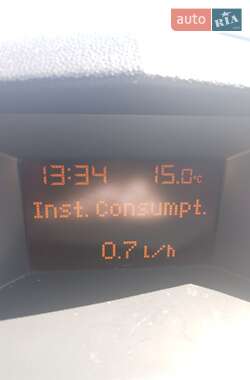 auto RIA
13:34 15.0°C
Inst. Consumpt.
0.7 l/h